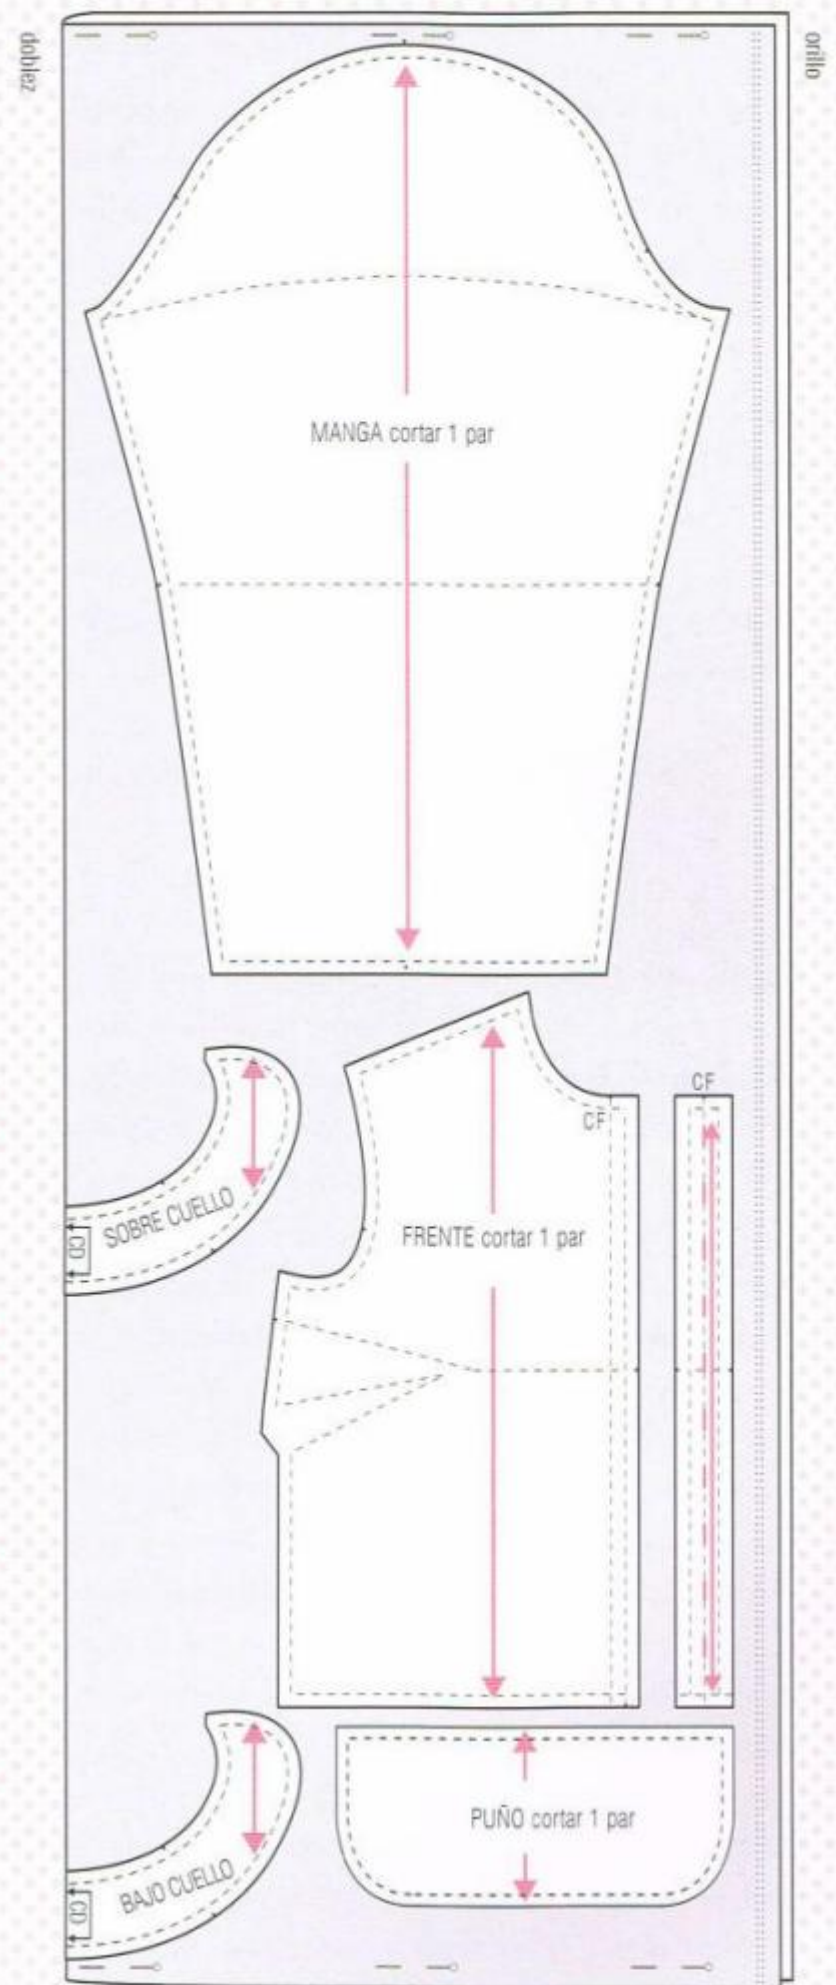 doblez
orillo
MANGA cortar 1 par
CF
CF
SOBRE CUELLO
CD
FRENTE cortar 1 par
PUÑO cortar 1 par
BAJO CUELLO
CD